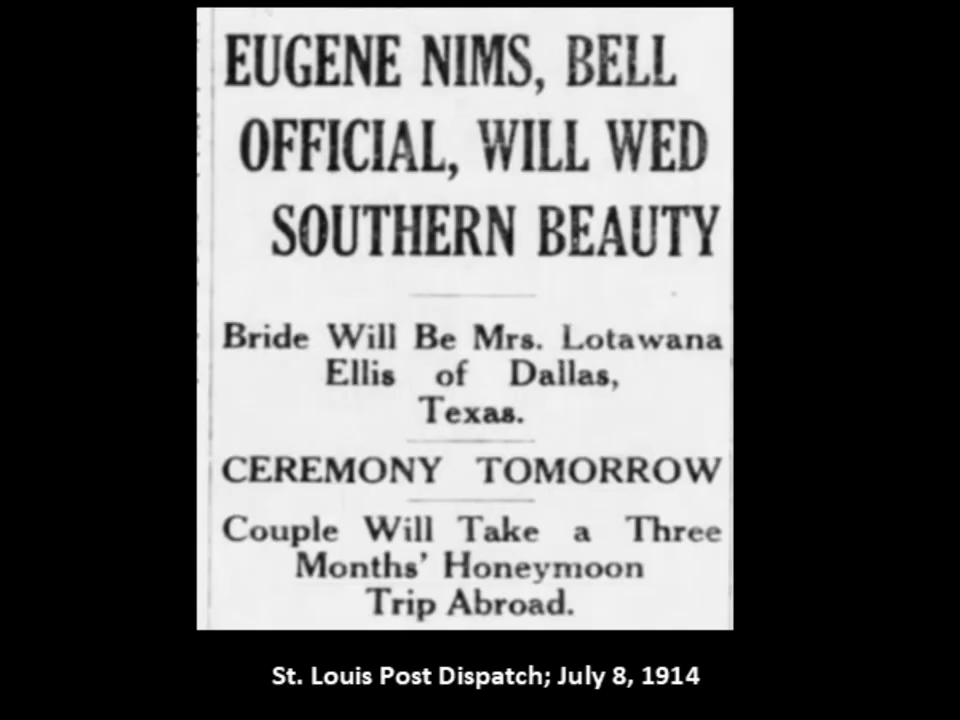 EUGENE NIMS, BELL
OFFICIAL, WILL WED
SOUTHERN BEAUTY
Bride Will Be Mrs. Lotawana
Ellis of Dallas,
Texas.
CEREMONY TOMORROW
Couple Will Take a Three
Months' Honeymoon
Trip Abroad.
St. Louis Post Dispatch; July 8, 1914